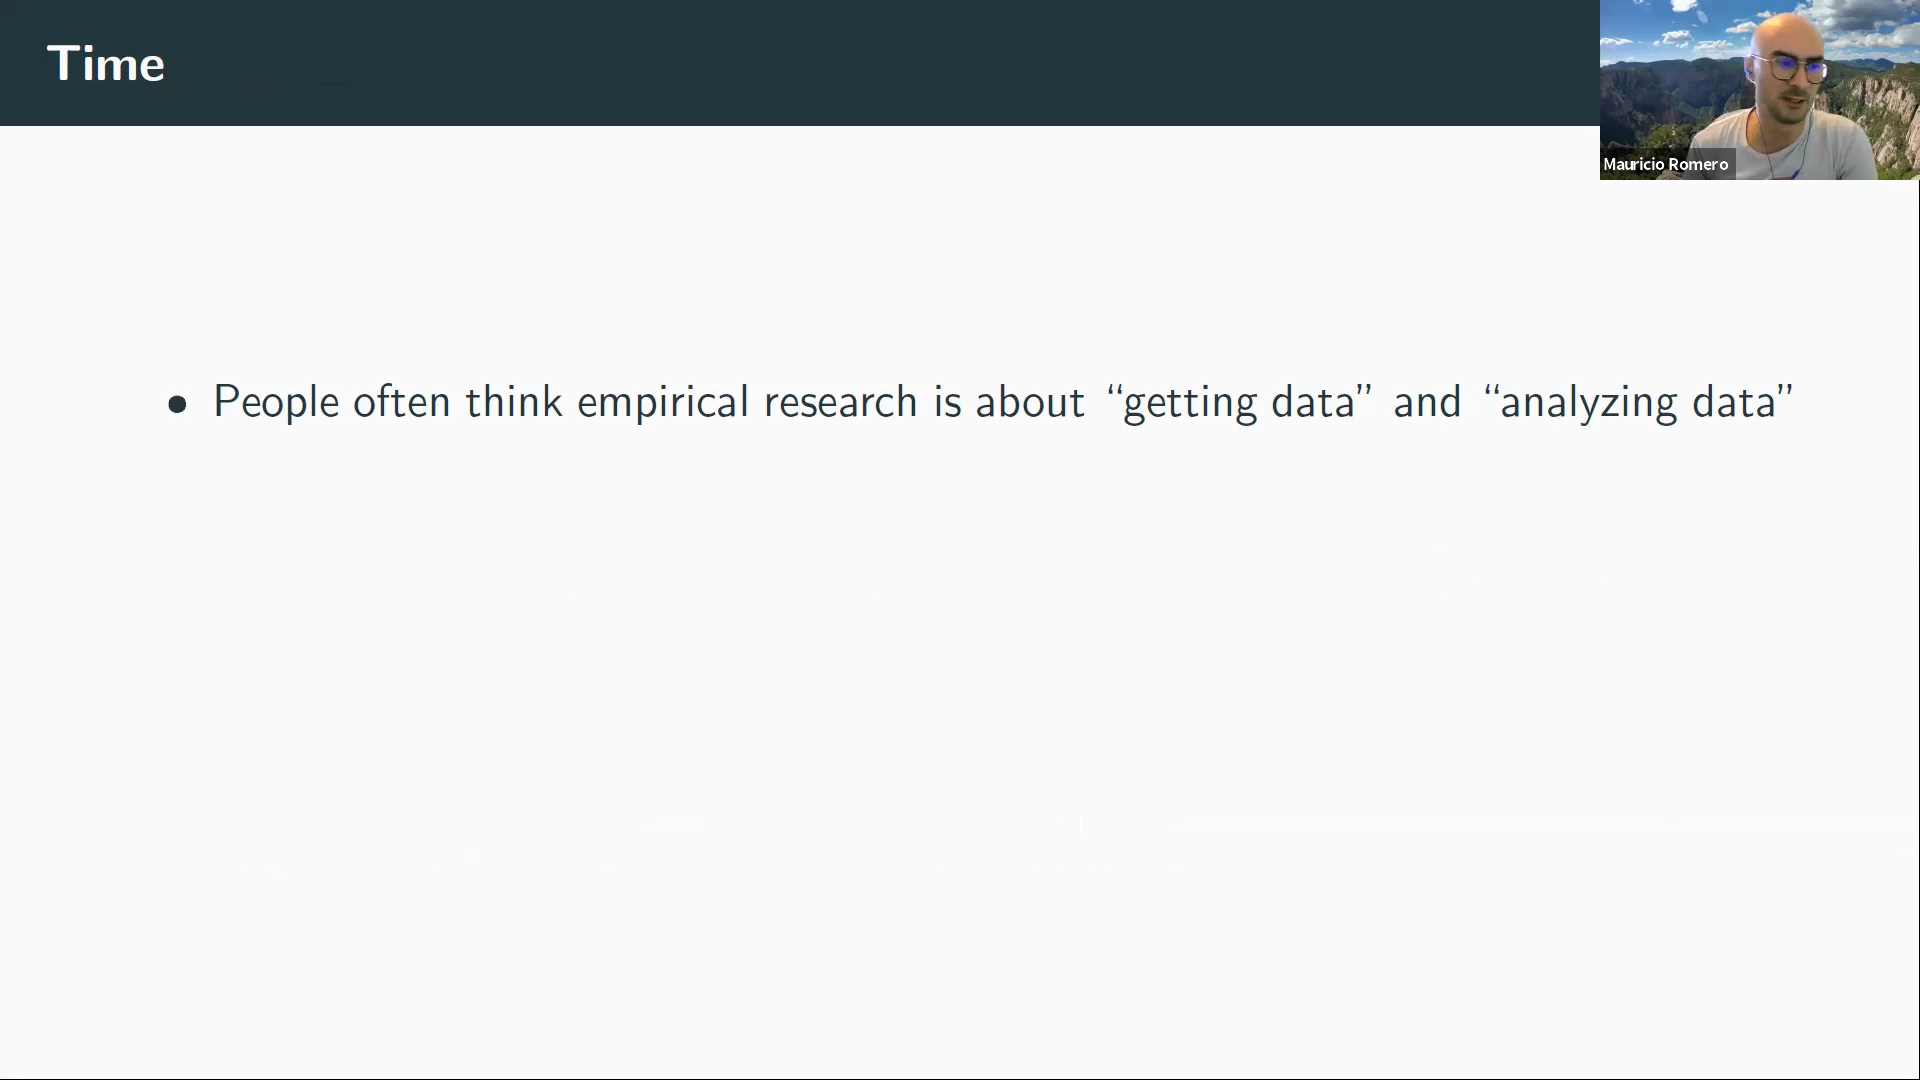 Time
Mauricio Romero
• People often think empirical research is about “getting data” and “analyzing data”